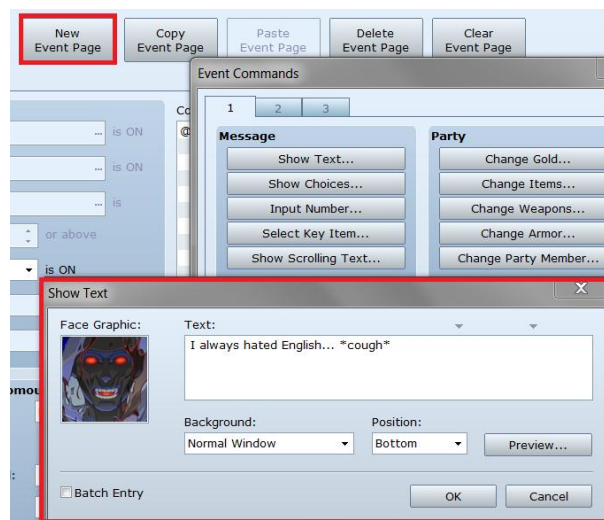 New
Event Page
Copy
Event Page
Paste
Event Page
Delete
Event Page
Clear
Event Page
Event Commands
1 2 3
... is ON
... is ON
... is
or above
is ON
Message
Show Text...
Show Choices...
Input Number...
Select Key Item...
Show Scrolling Text...
Party
Change Gold...
Change Items...
Change Weapons...
Change Armor...
Change Party Member...
Show Text
X
Face Graphic:
Text:
I always hated English... *cough*
Background:
Position:
Normal Window
Bottom
Preview...
Batch Entry
OK
Cancel